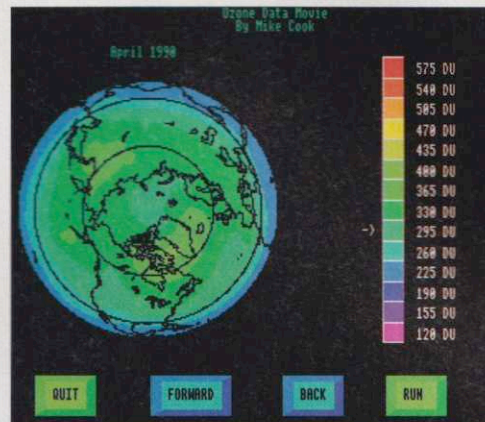 Ozone Data Movie
By Mike Cook
April 1990
575 DU
540 DU
505 DU
470 DU
435 DU
400 DU
365 DU
330 DU
295 DU
->
260 DU
225 DU
190 DU
155 DU
120 DU
QUIT
FORWARD
BACK
RUN